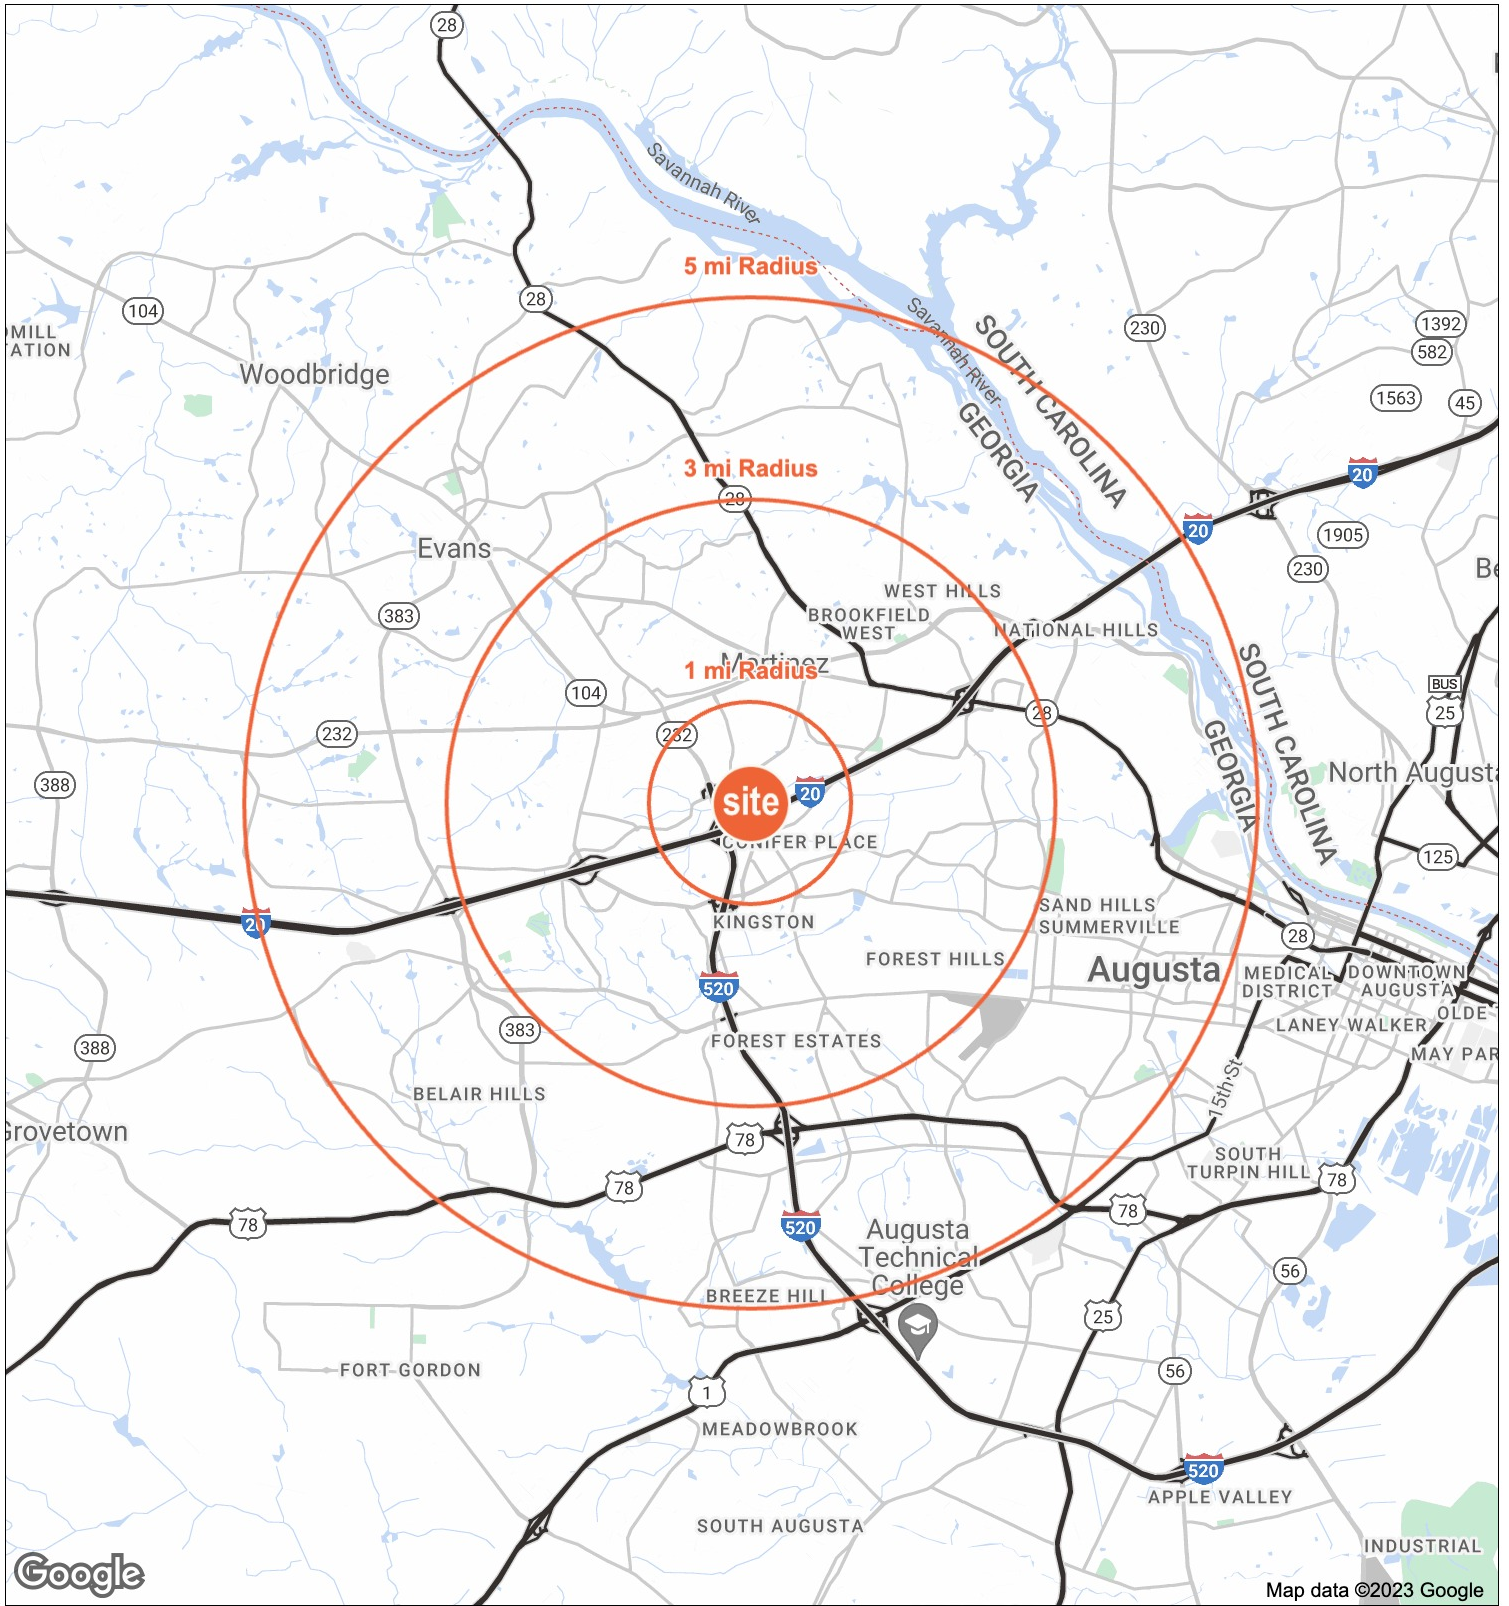 28
Savannah River
5 mi Radius
28
104
MILL
TATION
Savannah River
SOUTH CAROLINA
230
1392
582
Woodbridge
1563
45
GEORGIA
3 mi Radius
28
20
20
Evans
1905
230
383
WEST HILLS
BROOKFIELD
WEST
NATIONAL HILLS
Martinez
1 mi Radius
104
SOUTH CAROLINA
BUS
25
28
232
232
GEORGIA
North Augusta
388
20
site
CONIFER PLACE
125
SAND HILLS
SUMMERVILLE
20
KINGSTON
28
FOREST HILLS
Augusta
MEDICAL
DISTRICT
DOWNTOWN
AUGUSTA
520
OLDE
383
LANEY WALKER
FOREST ESTATES
388
MAY PAR
15th St
BELAIR HILLS
Grovetown
78
SOUTH
TURPIN HILL
78
78
78
78
520
Augusta
Technical
College
56
BREEZE HILL
25
FORT GORDON
56
1
MEADOWBROOK
520
APPLE VALLEY
SOUTH AUGUSTA
INDUSTRIAL
Google
Map data ©2023 Google